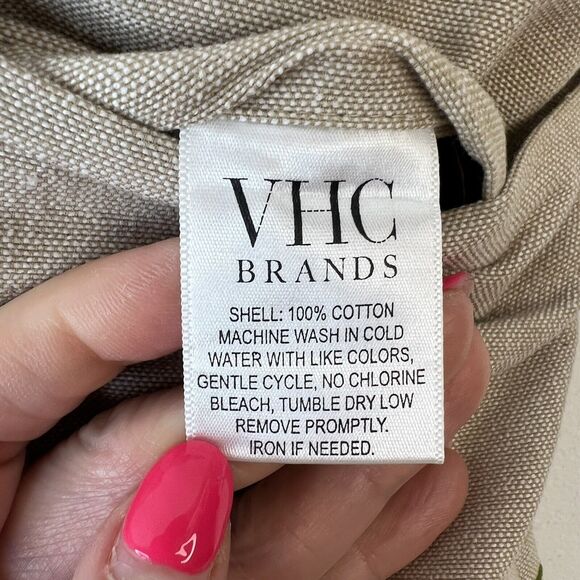 VHC
BRANDS
SHELL: 100% COTTON
MACHINE WASH IN COLD
WATER WITH LIKE COLORS,
GENTLE CYCLE, NO CHLORINE
BLEACH, TUMBLE DRY LOW
REMOVE PROMPTLY.
IRON IF NEEDED.